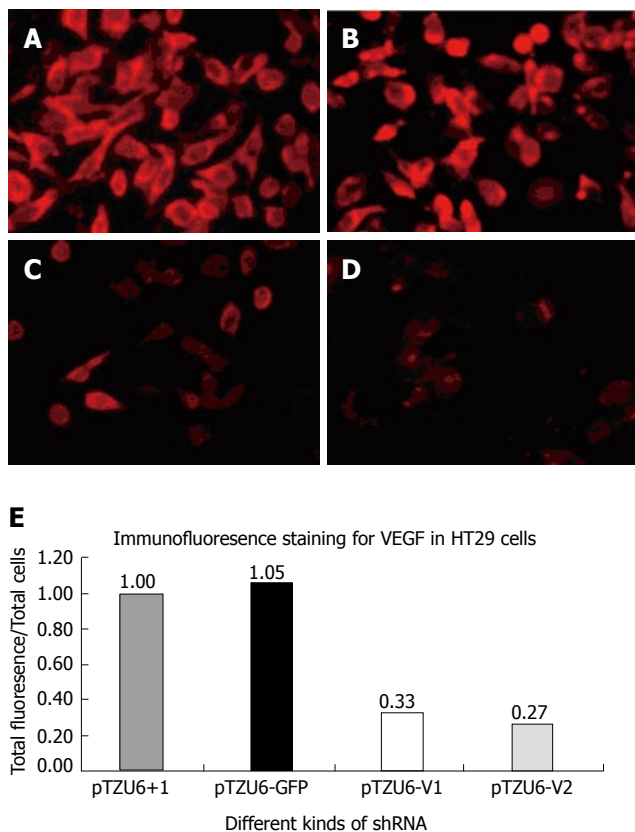 A
B
C
D
E
Immunofluoresence staining for VEGF in HT29 cells
Total fluoresence/Total cells
1.20
1.00
0.80
0.60
0.40
0.20
0.00
1.00
1.05
0.33
0.27
pTZU6+1
pTZU6-GFP
pTZU6-V1
pTZU6-V2
Different kinds of shRNA